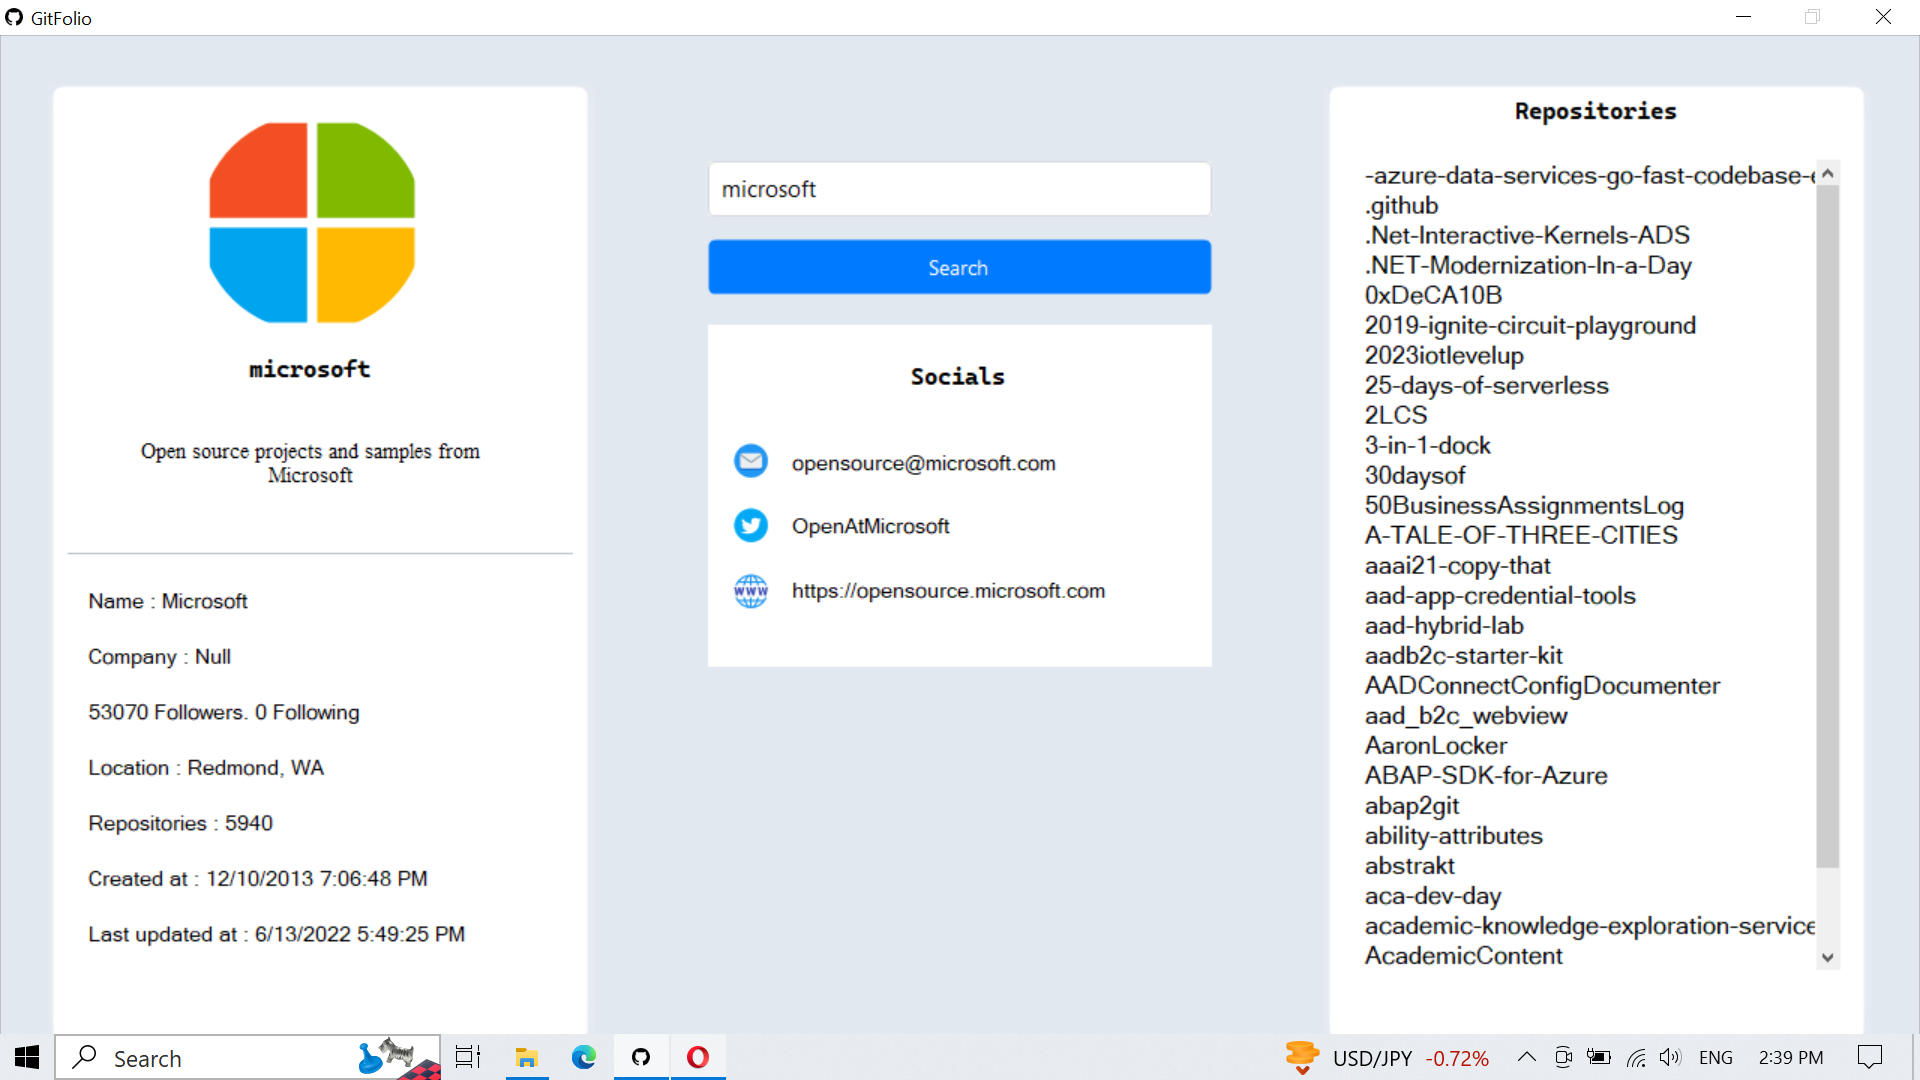 GitFolio
microsoft
Open source projects and samples from
Microsoft
Name : Microsoft
Company : Null
53070 Followers. 0 Following
Location : Redmond, WA
Repositories : 5940
Created at : 12/10/2013 7:06:48 PM
Last updated at : 6/13/2022 5:49:25 PM
microsoft
Search
Socials
opensource@microsoft.com
OpenAtMicrosoft
www
https://opensource.microsoft.com
Repositories
-azure-data-services-go-fast-codebase-
.github
.Net-Interactive-Kernels-ADS
.NET-Modernization-In-a-Day
0xDeCA10B
2019-ignite-circuit-playground
2023iotlevelup
25-days-of-serverless
2LCS
3-in-1-dock
30daysof
50BusinessAssignmentsLog
A-TALE-OF-THREE-CITIES
aaai21-copy-that
aad-app-credential-tools
aad-hybrid-lab
aadb2c-starter-kit
AADConnectConfigDocumenter
aad_b2c_webview
AaronLocker
ABAP-SDK-for-Azure
abap2git
ability-attributes
abstrakt
aca-dev-day
academic-knowledge-exploration-service
AcademicContent
Search
USD/JPY -0.72%
ENG
2:39 PM